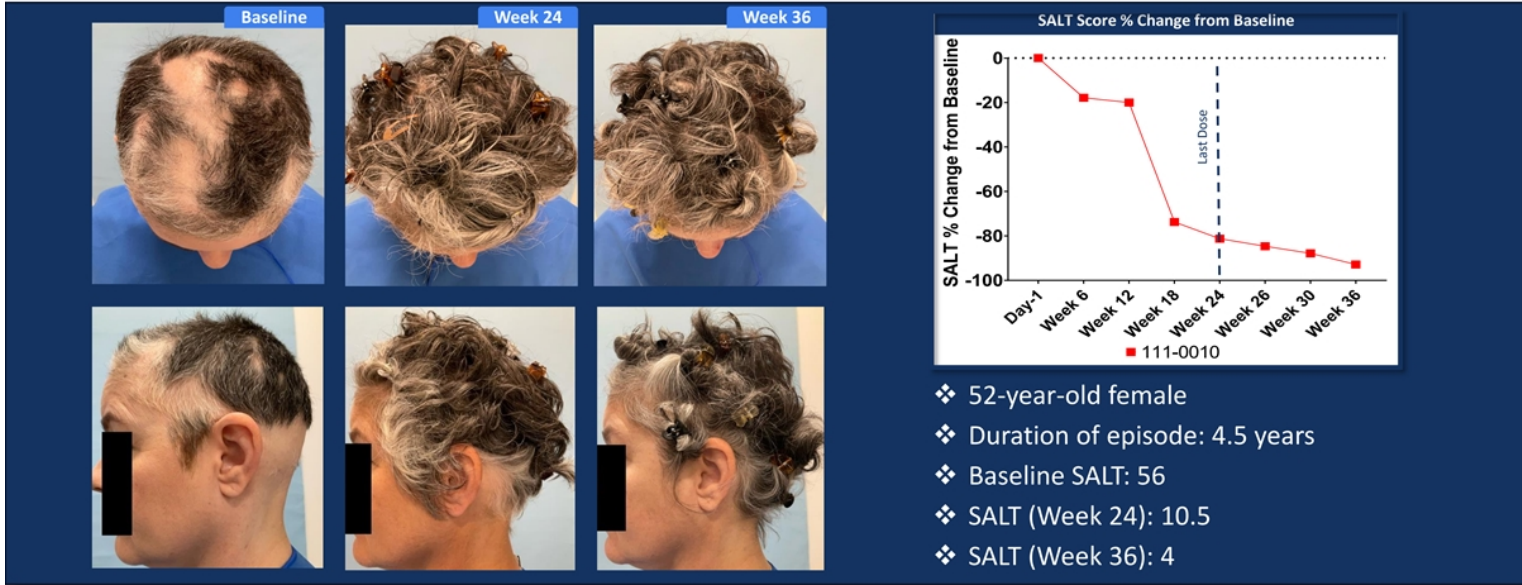 Baseline
Week 24
Week 36
SALT Score % Change from Baseline
SALT % Change from Baseline
0
-20
-40
-60
-80
-100
Last Dose
Day-1
Week 6
Week 12
Week 18
Week 24
Week 26
Week 30
Week 36
111-0010
❖ 52-year-old female
❖ Duration of episode: 4.5 years
❖ Baseline SALT: 56
❖ SALT (Week 24): 10.5
❖ SALT (Week 36): 4